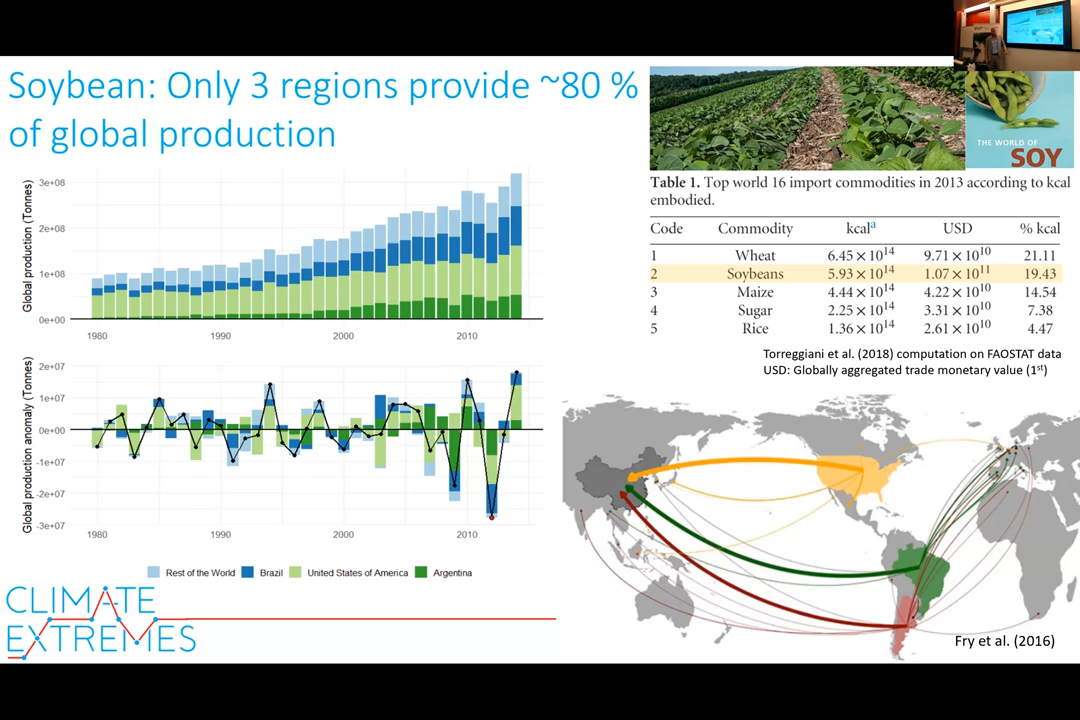 Soybean: Only 3 regions provide ~80 %
of global production
THE WORLD OF
SOY
Table 1. Top world 16 import commodities in 2013 according to kcal
embodied.
Code Commodity kcalᵃ USD % kcal
1 Wheat 6.45 × 10¹⁴ 9.71 × 10¹⁰ 21.11
2 Soybeans 5.93 × 10¹⁴ 1.07 × 10¹¹ 19.43
3 Maize 4.44 × 10¹⁴ 4.22 × 10¹⁰ 14.54
4 Sugar 2.25 × 10¹⁴ 3.31 × 10¹⁰ 7.38
5 Rice 1.36 × 10¹⁴ 2.61 × 10¹⁰ 4.47
Torreggiani et al. (2018) computation on FAOSTAT data
USD: Globally aggregated trade monetary value (1ˢᵗ)
Global production (Tonnes)
3e+08
2e+08
1e+08
0e+00
1980 1990 2000 2010
Global production anomaly (Tonnes)
2e+07
1e+07
0e+00
-1e+07
-2e+07
-3e+07
1980 1990 2000 2010
Rest of the World Brazil United States of America Argentina
Fry et al. (2016)
CLIMATE
EXTREMES